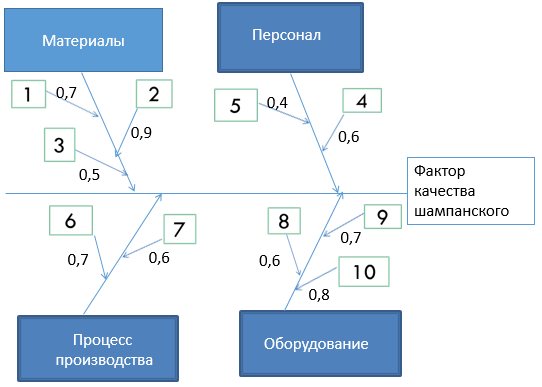 Материалы
Персонал
1
0,7
2
0,9
3
0,5
5
0,4
4
0,6
Фактор
качества
шампанского
6
0,7
7
0,6
8
0,6
9
0,7
10
0,8
Процесс
производства
Оборудование